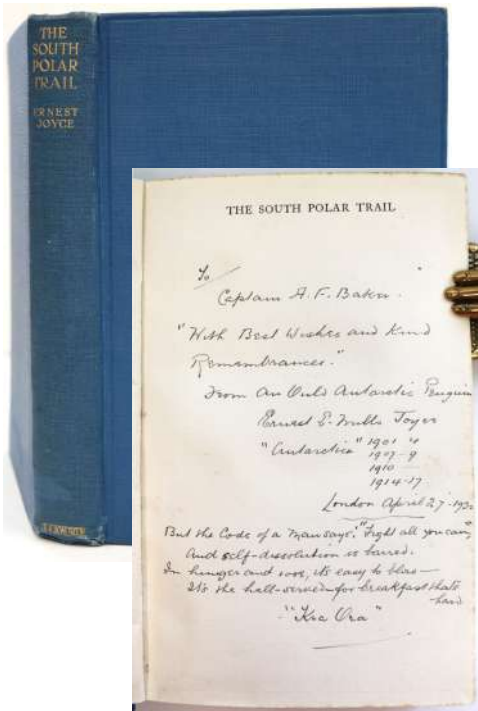 THE
SOUTH
POLAR
TRAIL
ERNEST
JOYCE
THE SOUTH POLAR TRAIL
To
Captain A. F. Baker.
"With Best Wishes and Kind
Remembrances."
From An Ould Antarctic Penguin
Ernest E. Mills Joyce
"Antarctica" 1901 4
1907-9
1910
1914-17
London April 27
But the Code of a Man says: "Fight all you can,"
And self-dissolution is barred.
In hunger and woe, it's easy to blow—
It's the hell-served-for breakfast that's
hard
"Kia Ora"